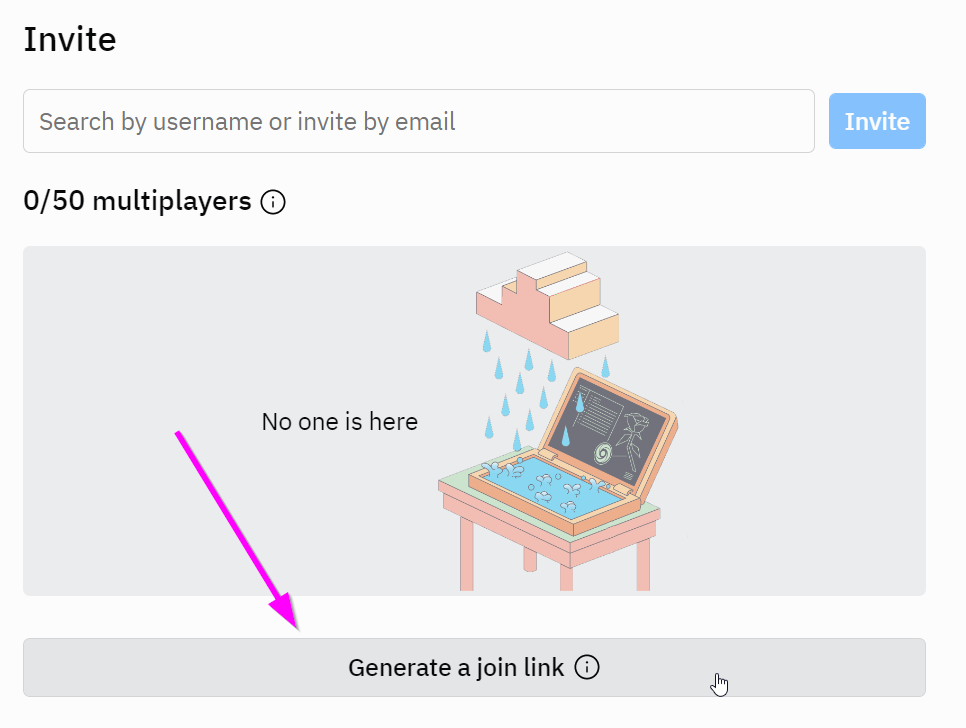 Invite
Search by username or invite by email
Invite
0/50 multiplayers
No one is here
Generate a join link